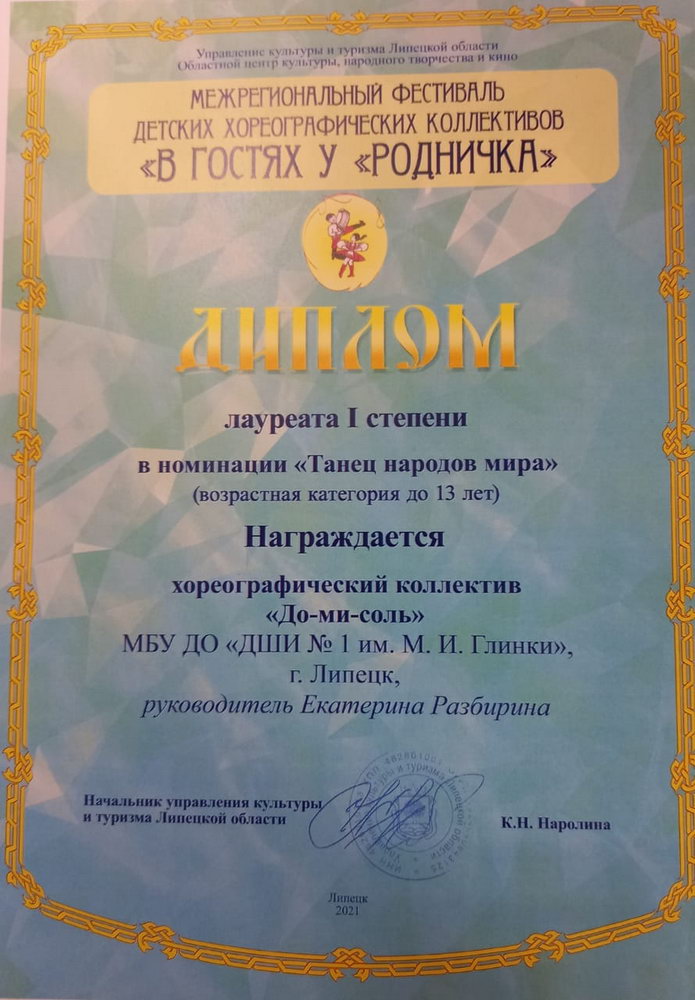 Управление культуры и туризма Липецкой области
Областной центр культуры, народного творчества и кино
МЕЖРЕГИОНАЛЬНЫЙ ФЕСТИВАЛЬ
ДЕТСКИХ ХОРЕОГРАФИЧЕСКИХ КОЛЛЕКТИВОВ
«В ГОСТЯХ У «РОДНИЧКА»
ДИПЛОМ
лауреата I степени
в номинации «Танец народов мира»
(возрастная категория до 13 лет)
Награждается
хореографический коллектив
«До-ми-соль»
МБУ ДО «ДШИ № 1 им. М. И. Глинки»,
г. Липецк,
руководитель Екатерина Разбирина
Начальник управления культуры
и туризма Липецкой области
К.Н. Наролина
Липецк
2021